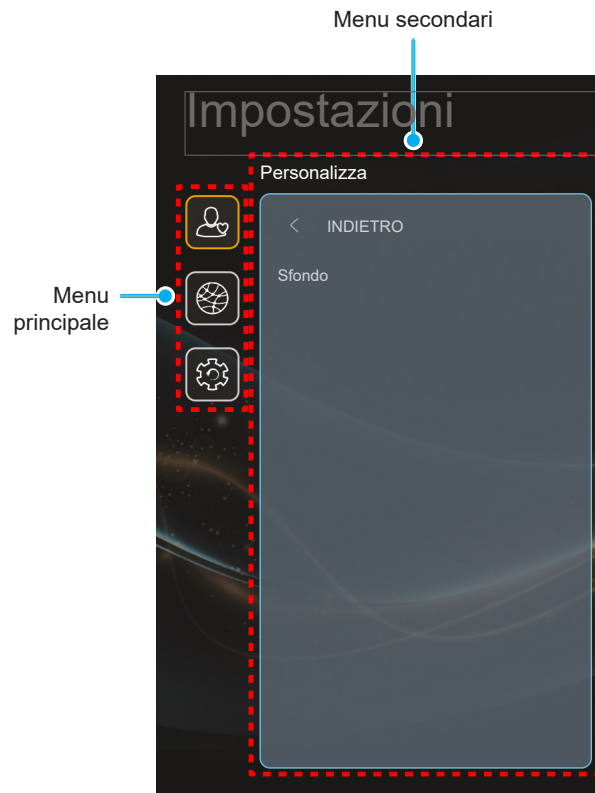 Menu secondari
Impostazioni
Personalizza
INDIETRO
Sfondo
Menu
principale